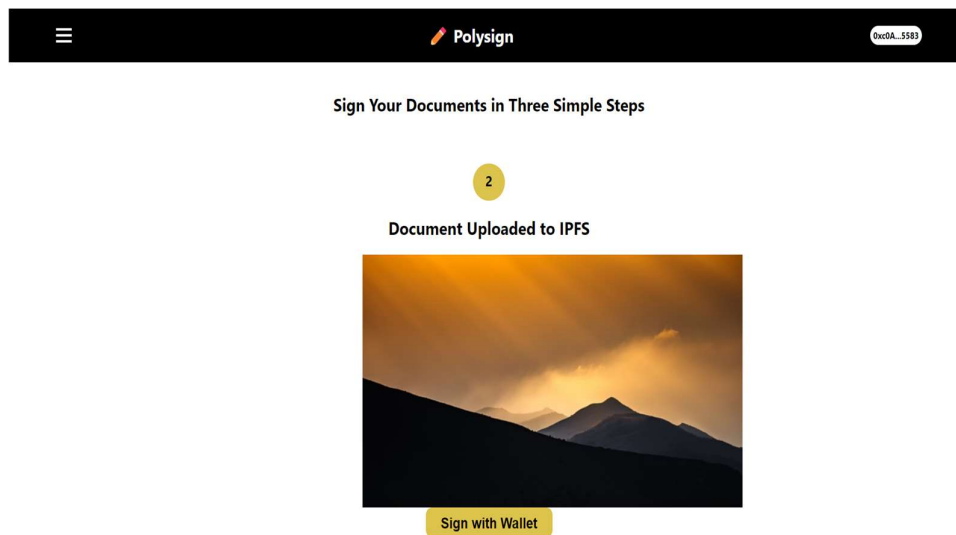 Polysign
0xc0A...5583
Sign Your Documents in Three Simple Steps
2
Document Uploaded to IPFS
Sign with Wallet